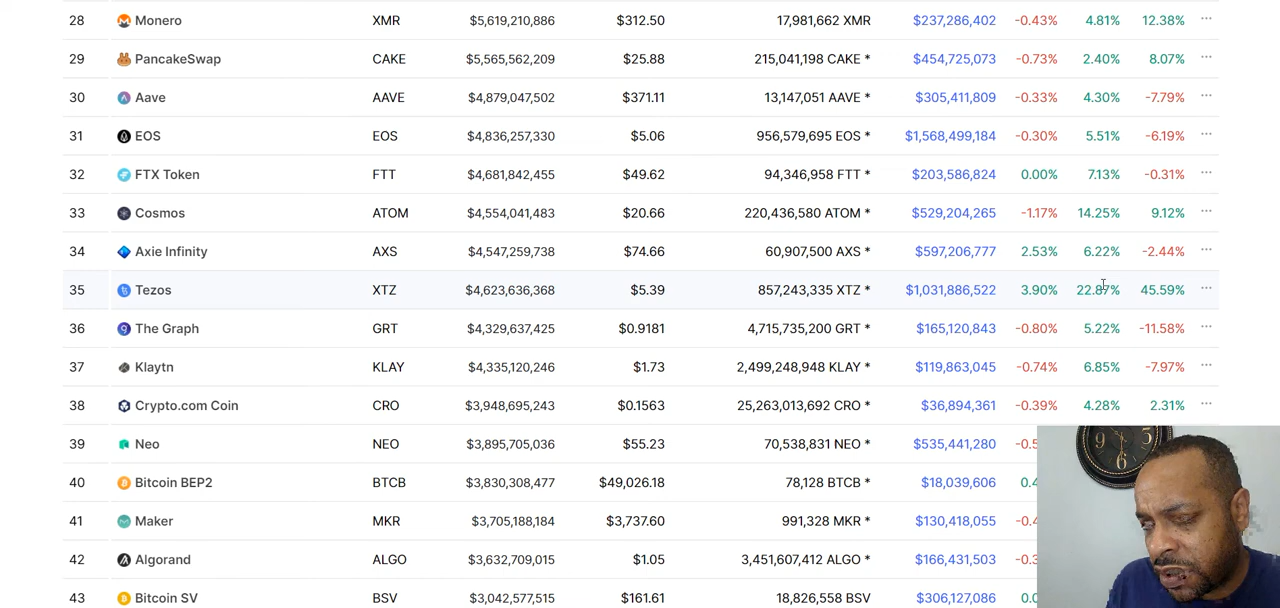 28 Monero XMR $5,619,210,886 $312.50 17,981,662 XMR $237,286,402 -0.43% 4.81% 12.38% ...
29 PancakeSwap CAKE $5,565,562,209 $25.88 215,041,198 CAKE * $454,725,073 -0.73% 2.40% 8.07% ...
30 Aave AAVE $4,879,047,502 $371.11 13,147,051 AAVE * $305,411,809 -0.33% 4.30% -7.79% ...
31 EOS EOS $4,836,257,330 $5.06 956,579,695 EOS * $1,568,499,184 -0.30% 5.51% -6.19% ...
32 FTX Token FTT $4,681,842,455 $49.62 94,346,958 FTT * $203,586,824 0.00% 7.13% -0.31% ...
33 Cosmos ATOM $4,554,041,483 $20.66 220,436,580 ATOM * $529,204,265 -1.17% 14.25% 9.12% ...
34 Axie Infinity AXS $4,547,259,738 $74.66 60,907,500 AXS * $597,206,777 2.53% 6.22% -2.44% ...
35 Tezos XTZ $4,623,636,368 $5.39 857,243,335 XTZ * $1,031,886,522 3.90% 22.87% 45.59% ...
36 The Graph GRT $4,329,637,425 $0.9181 4,715,735,200 GRT * $165,120,843 -0.80% 5.22% -11.58% ...
37 Klaytn KLAY $4,335,120,246 $1.73 2,499,248,948 KLAY * $119,863,045 -0.74% 6.85% -7.97% ...
38 Crypto.com Coin CRO $3,948,695,243 $0.1563 25,263,013,692 CRO * $36,894,361 -0.39% 4.28% 2.31% ...
39 Neo NEO $3,895,705,036 $55.23 70,538,831 NEO * $535,441,280
40 Bitcoin BEP2 BTCB $3,830,308,477 $49,026.18 78,128 BTCB * $18,039,606
41 Maker MKR $3,705,188,184 $3,737.60 991,328 MKR * $130,418,055
42 Algorand ALGO $3,632,709,015 $1.05 3,451,607,412 ALGO * $166,431,503
43 Bitcoin SV BSV $3,042,577,515 $161.61 18,826,558 BSV $306,127,086
9 6 5